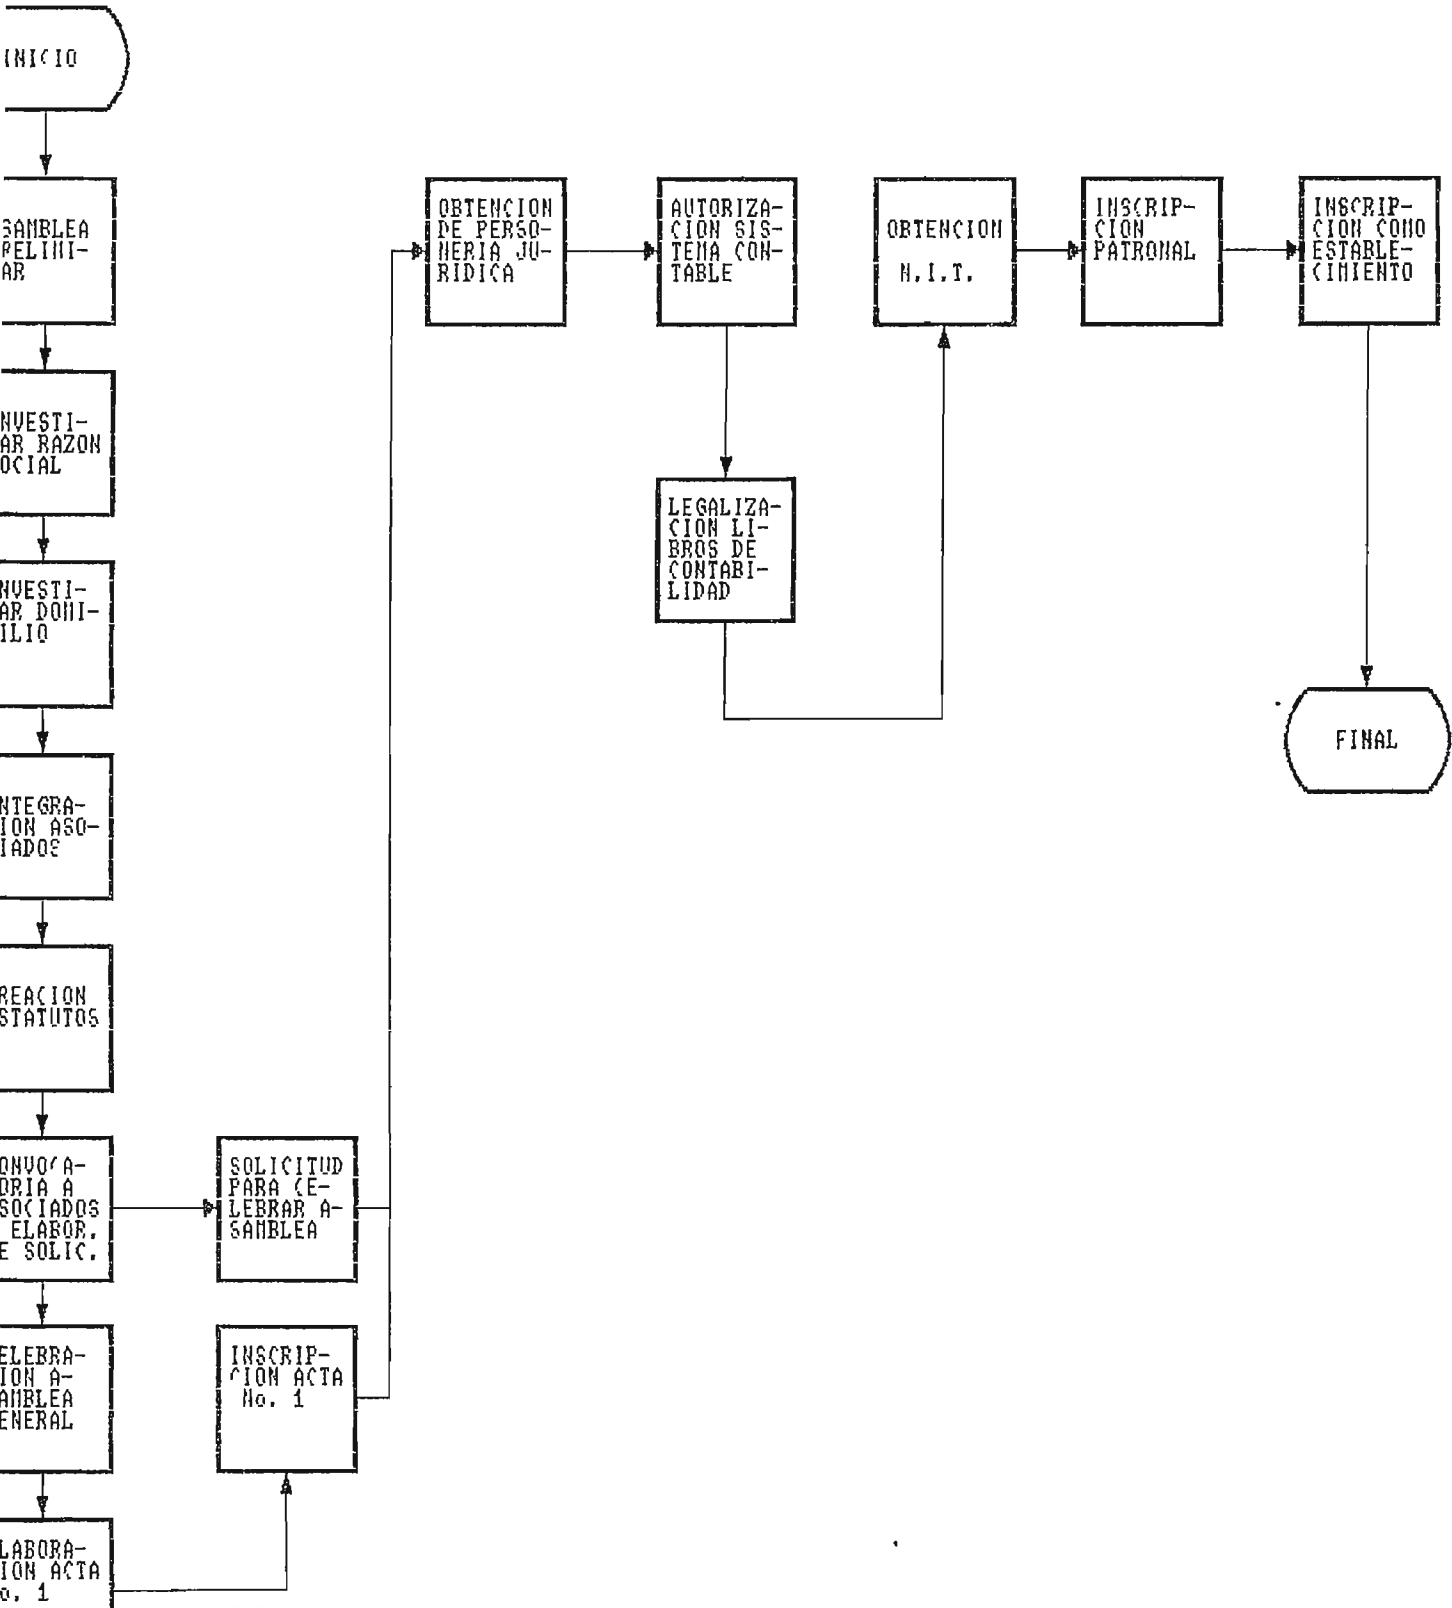 INICIO
SAMBLEA
RELIMI-
AR
NVESTI-
AR RAZON
OCIAL
NVESTI-
AR DOMI-
ILIO
NTEGRA-
ION ASO-
IADOS
REACION
STATUTOS
ONVOCA-
ORIA A
SOCIADOS
ELABOR.
E SOLIC.
ELEBRA-
ION A-
AMBLEA
ENERAL
LABORA-
ION ACTA
o. 1
SOLICITUD
PARA CE-
LEBRAR A-
SAMBLEA
INSCRIP-
CION ACTA
No. 1
OBTENCION
DE PERSO-
NERIA JU-
RIDICA
AUTORIZA-
CION SIS-
TEMA CON-
TABLE
LEGALIZA-
CION LI-
BROS DE
CONTABI-
LIDAD
OBTENCION
N.I.T.
INSCRIP-
CION
PATRONAL
INSCRIP-
CION COMO
ESTABLE-
CIMIENTO
FINAL